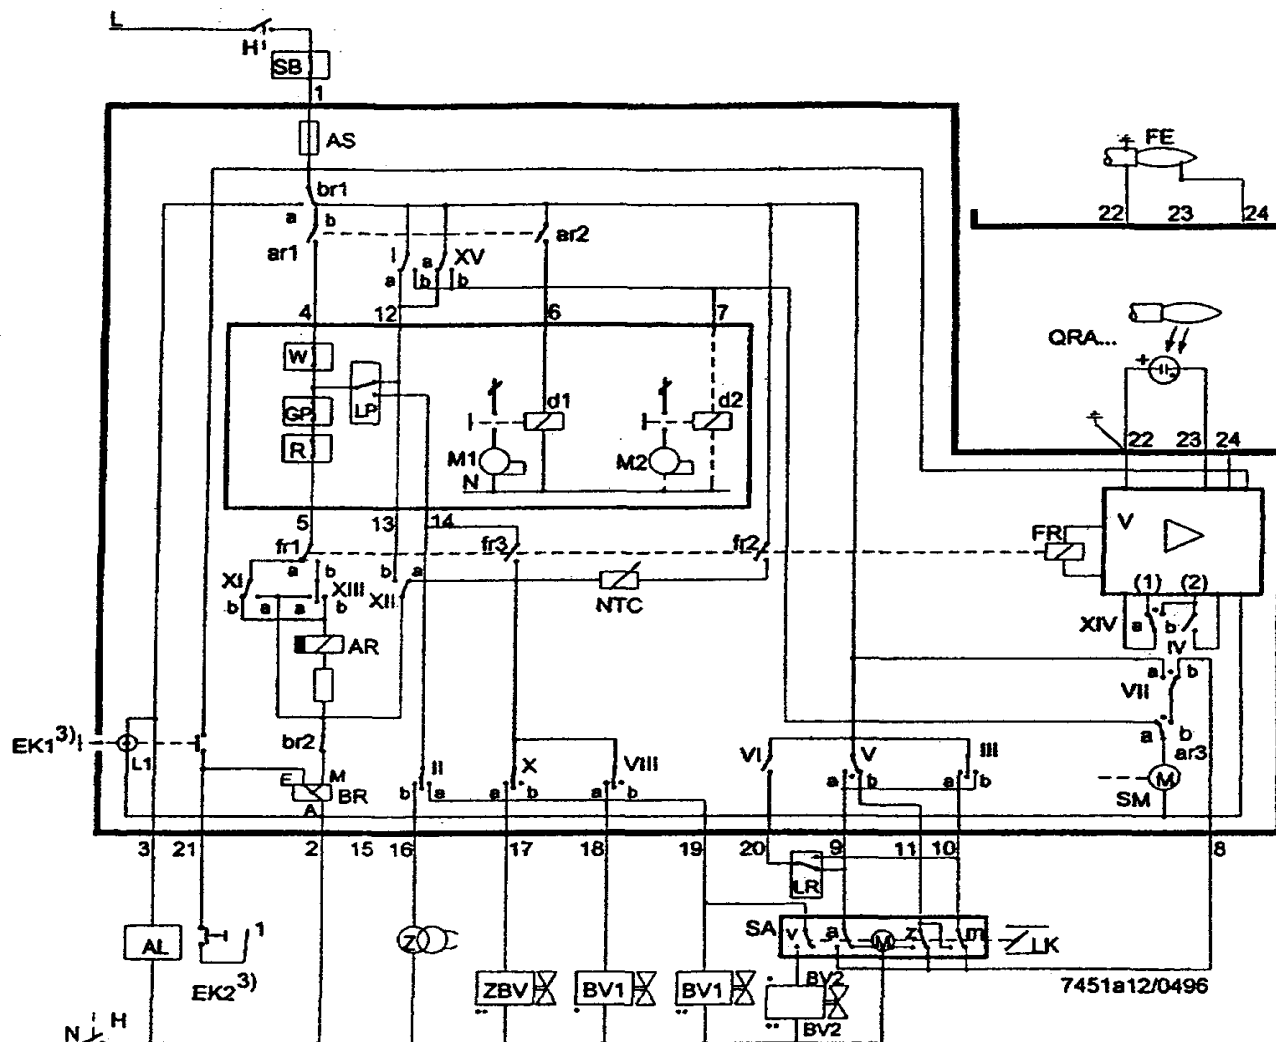 L
H
SB
1
AS
FE
br1
22 23 24
a b
ar1 ar2
I a XV
a b b
4 12 6 7
QRA...
W
+
GP LP d1 d2
R
M1 M2
N
22 23 24
5 13 14
V
fr1 fr3 fr2 FR
a b b a
XI XIII XII NTC
b a a b
(1) (2)
XIV a b
IV
AR
a b
VII
EK1 3)
L1
br2
a b
ar3
II X VIII VI V III
E M
BR
A
b a a b a b a b a b
M
SM
3 21 2 15 16 17 18 19 20 9 11 10 8
LR
AL
1
Z
SA v a M z m LK
EK2 3)
ZBV BV1 BV1 BV2
7451a12/0496
BV2
N H